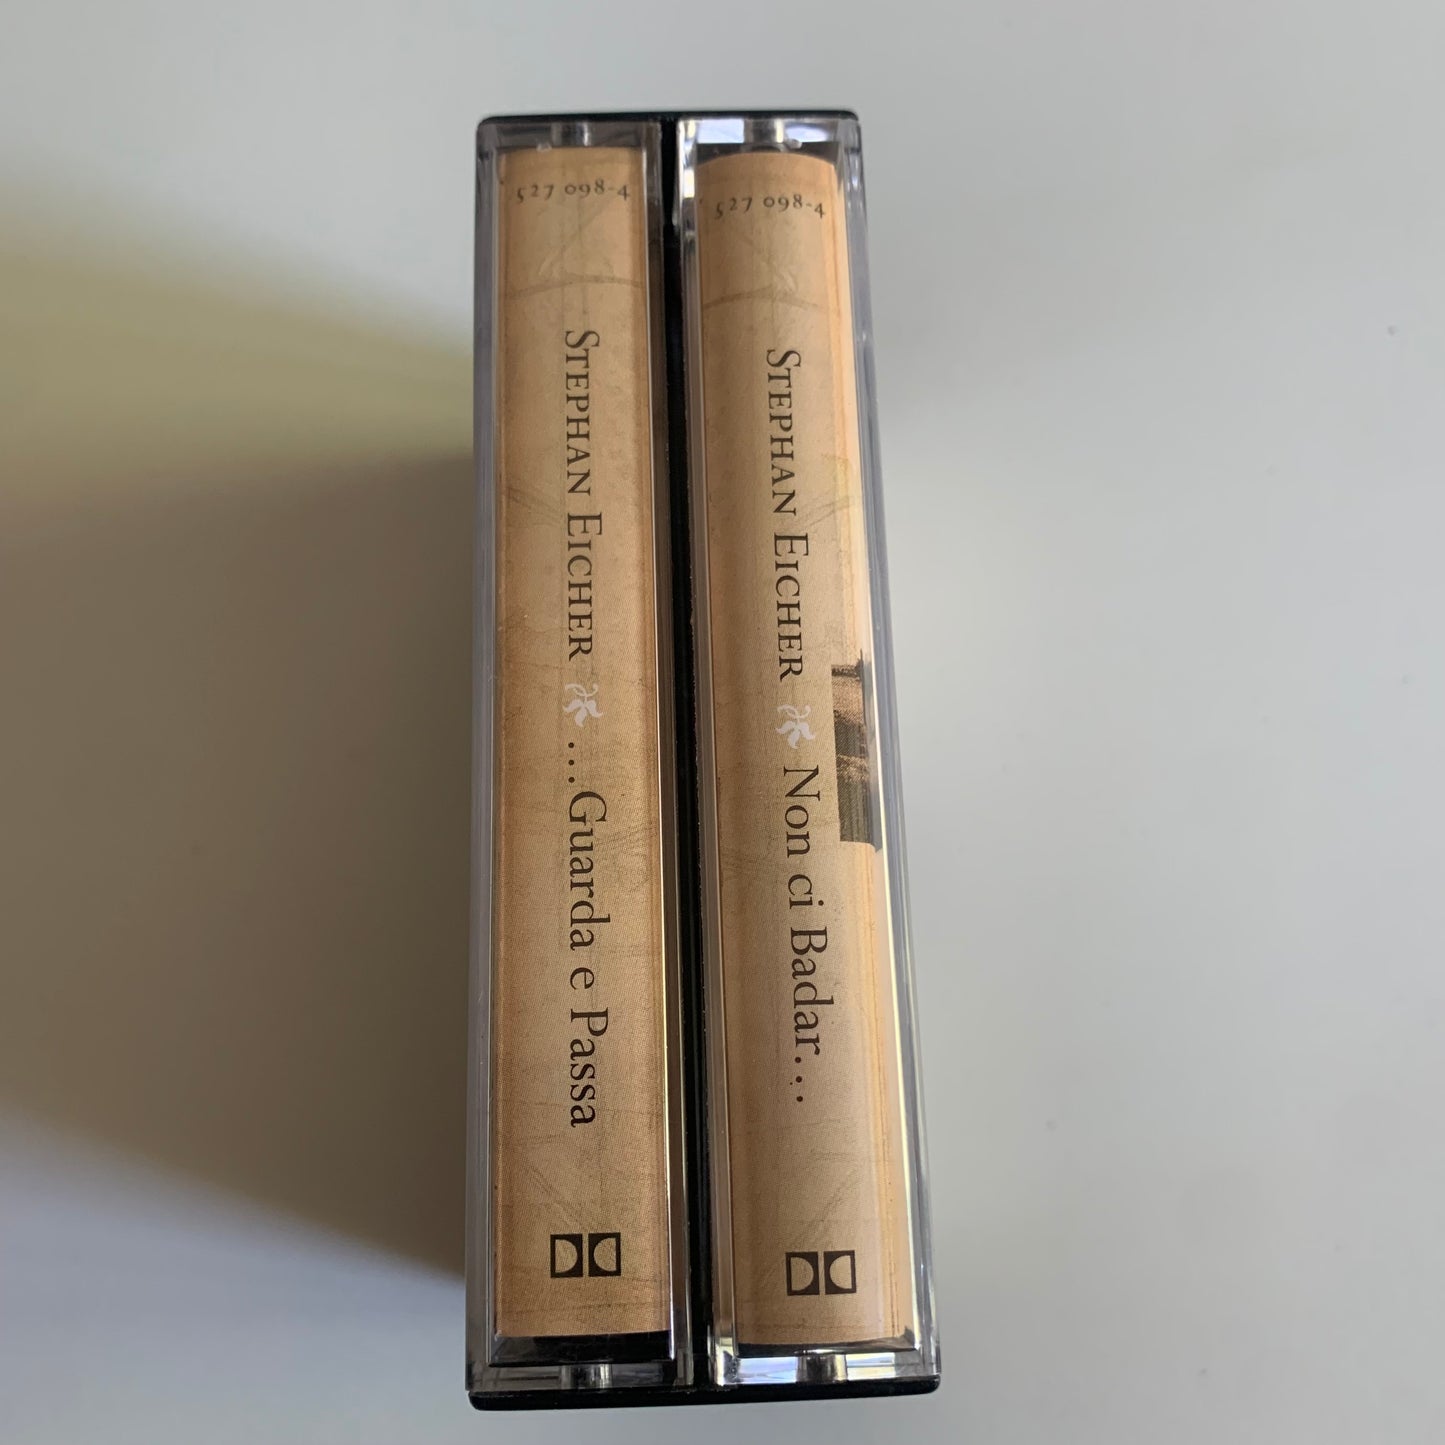 527 098-4
STEPHAN EICHER ...Guarda e Passa
527 098-4
STEPHAN EICHER Non ci Badar...